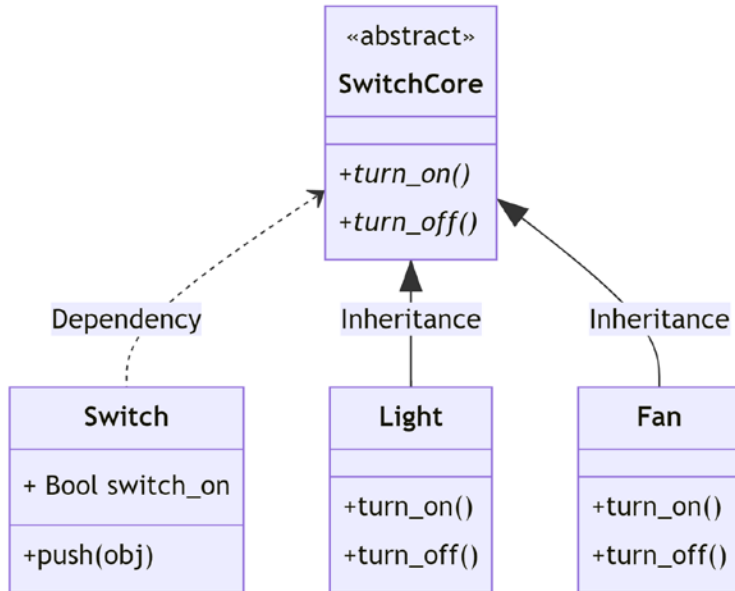 «abstract»
SwitchCore
+turn_on()
+turn_off()
Dependency
Inheritance
Inheritance
Switch
+ Bool switch_on
+push(obj)
Light
+turn_on()
+turn_off()
Fan
+turn_on()
+turn_off()